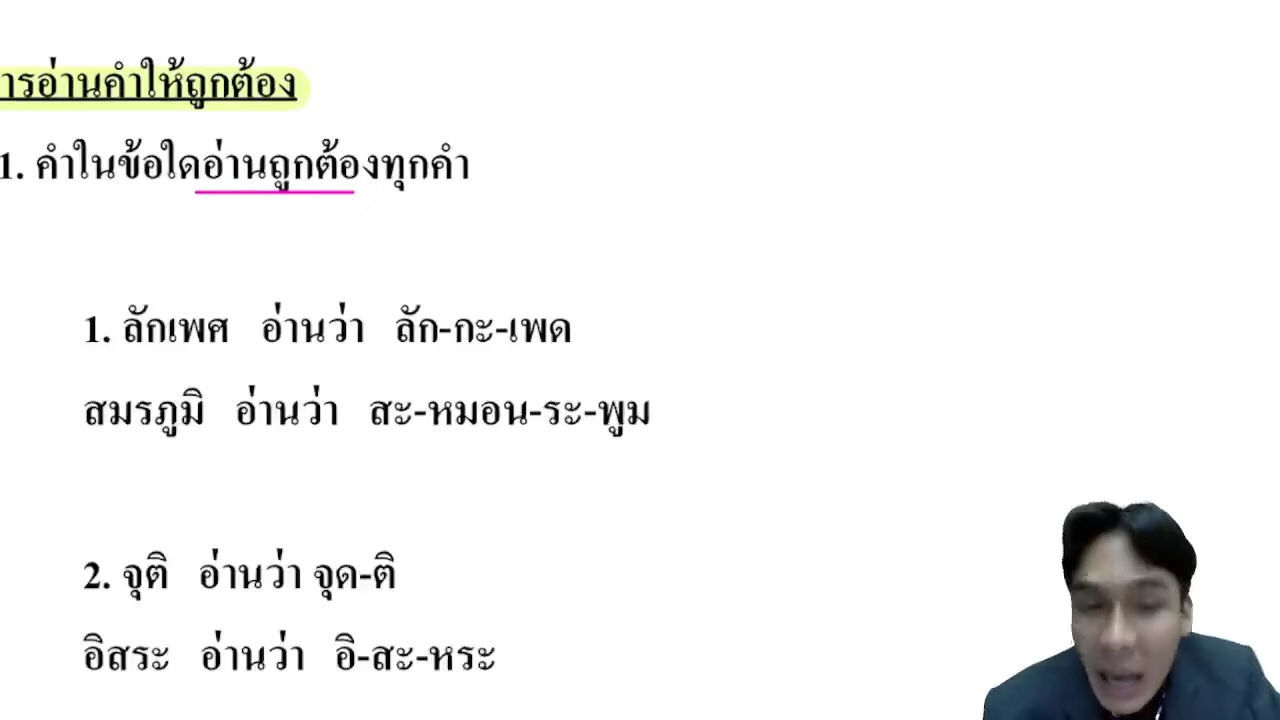 ารอ่านคำให้ถูกต้อง
1. คำในข้อใดอ่านถูกต้องทุกคำ
1. ลักเพศ อ่านว่า ลัก-กะ-เพด
สมรภูมิ อ่านว่า สะ-หมอน-ระ-พูม
2. จุติ อ่านว่า จุด-ติ
อิสระ อ่านว่า อิ-สะ-หระ